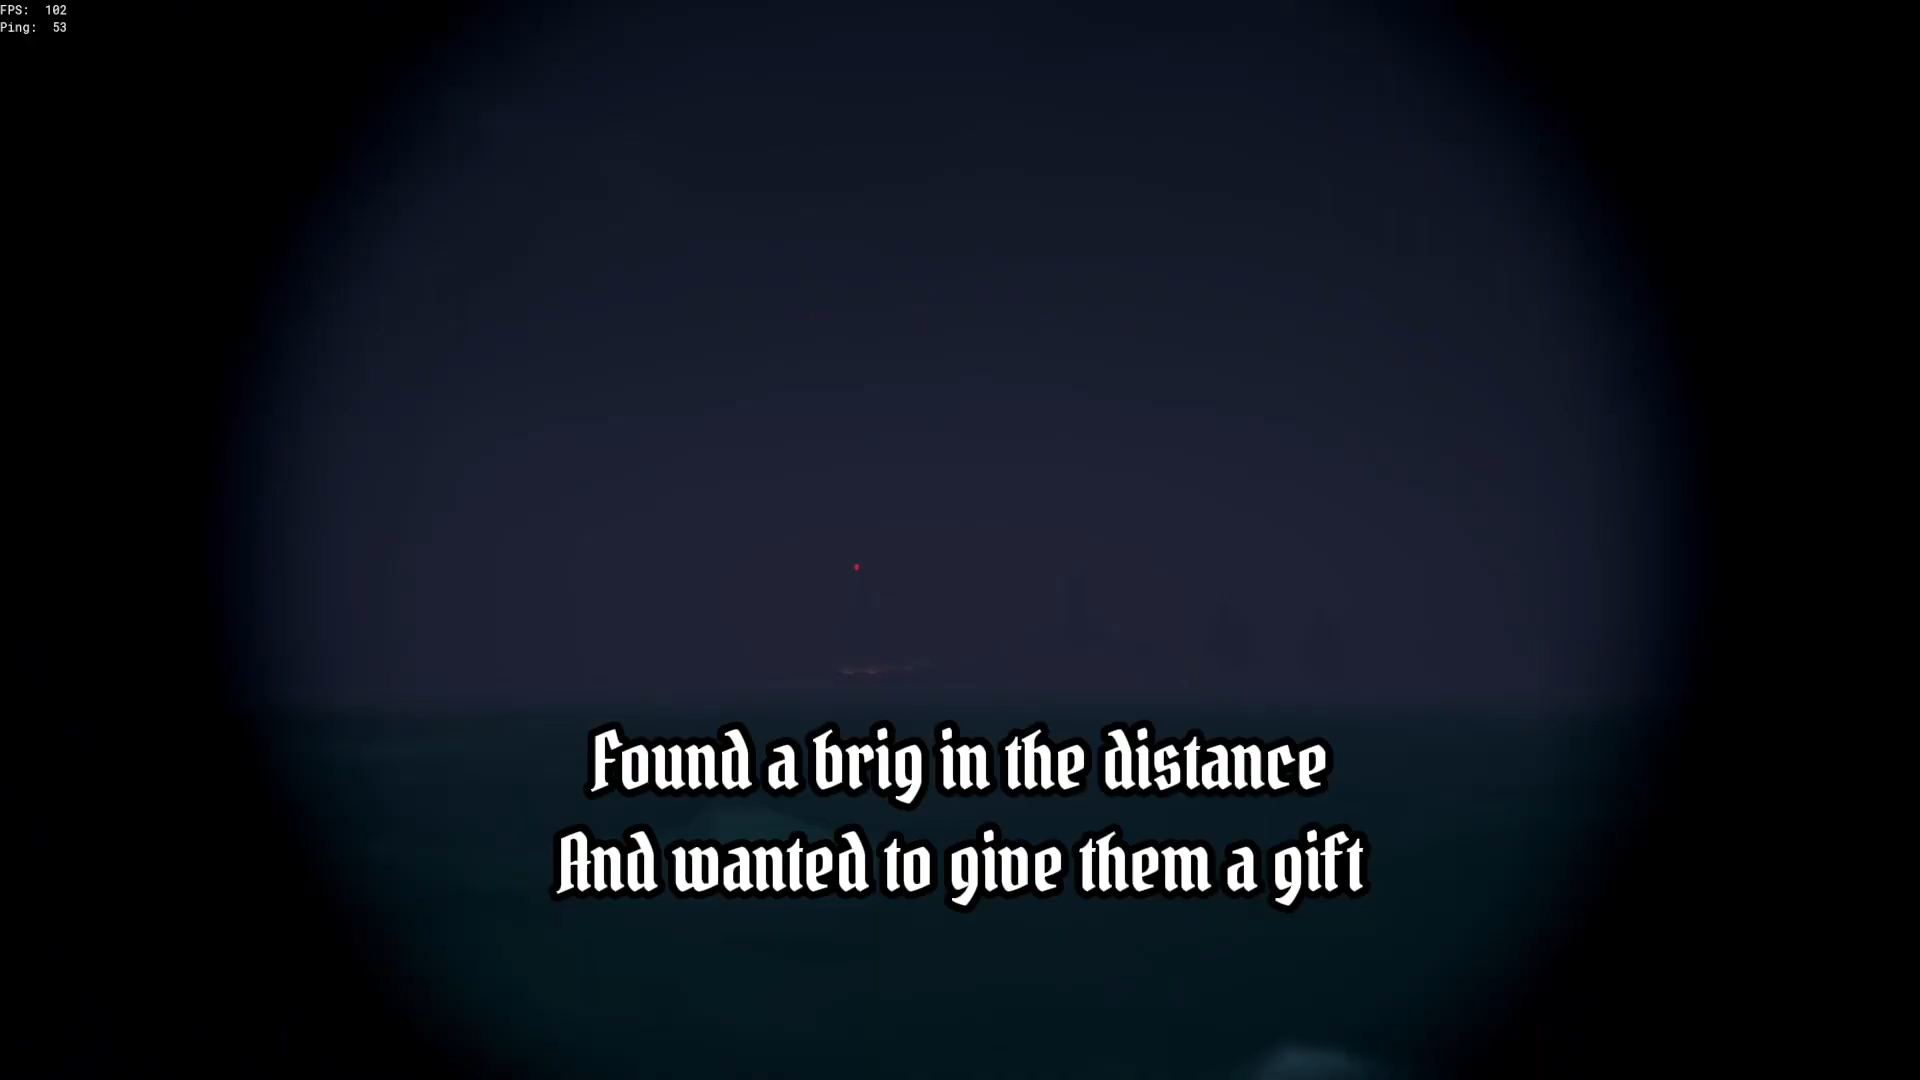 FPS: 102
Ping: 53
Found a brig in the distance
And wanted to give them a gift